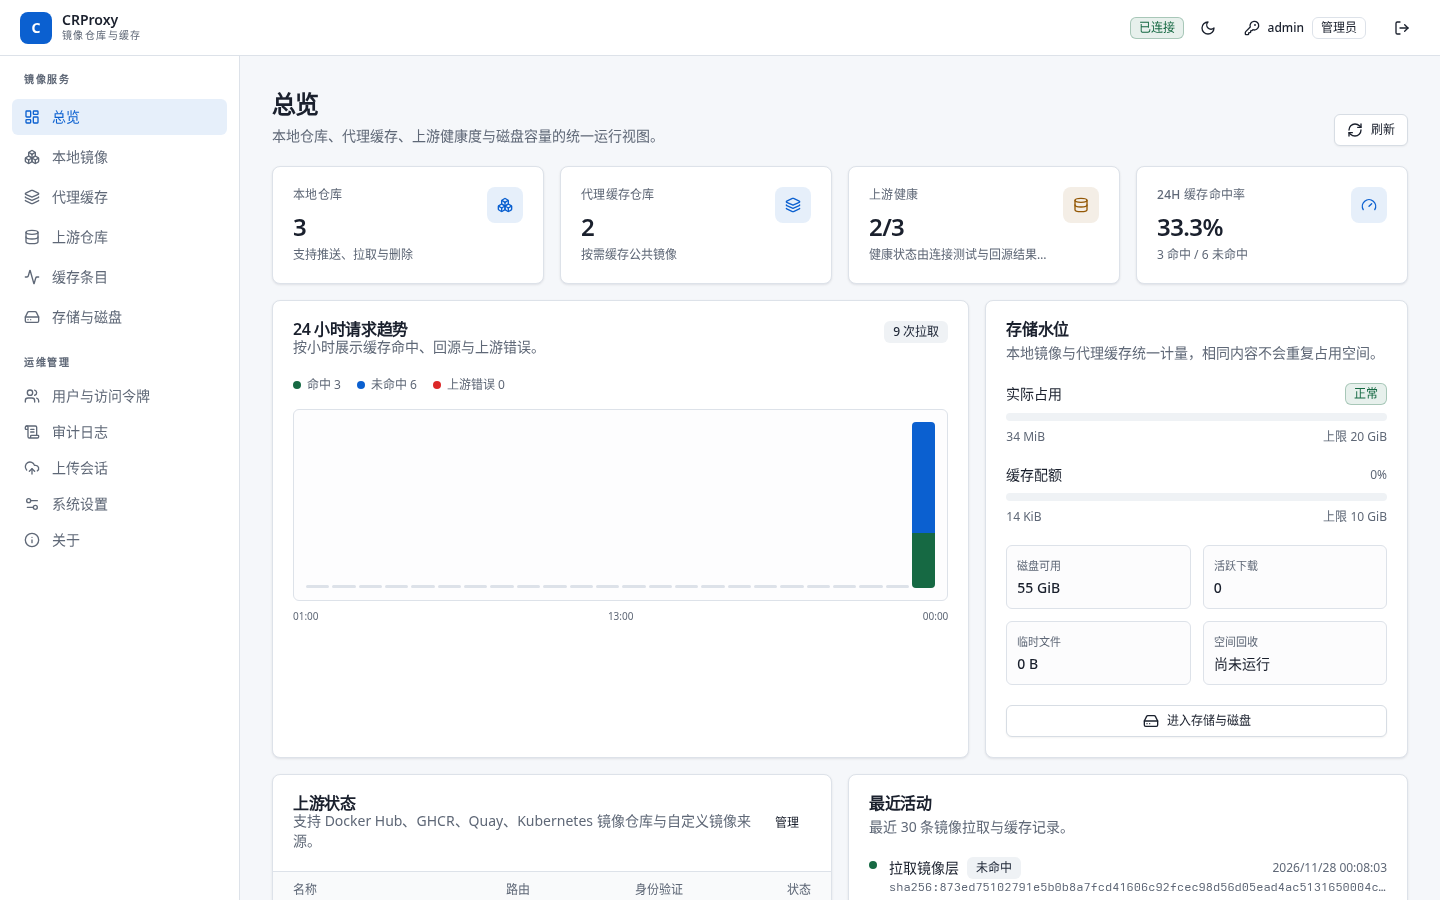 C
CRProxy
镜像仓库与缓存
已连接
admin
管理员
镜像服务
总览
本地镜像
代理缓存
上游仓库
缓存条目
存储与磁盘
运维管理
用户与访问令牌
审计日志
上传会话
系统设置
关于
总览
本地仓库、代理缓存、上游健康度与磁盘容量的统一运行视图。
刷新
本地仓库
3
支持推送、拉取与删除
代理缓存仓库
2
按需缓存公共镜像
上游健康
2/3
健康状态由连接测试与回源结果...
24H 缓存命中率
33.3%
3 命中 / 6 未命中
24 小时请求趋势
按小时展示缓存命中、回源与上游错误。
9 次拉取
命中 3
未命中 6
上游错误 0
01:00
13:00
00:00
存储水位
本地镜像与代理缓存统一计量，相同内容不会重复占用空间。
实际占用
正常
34 MiB
上限 20 GiB
缓存配额
0%
14 KiB
上限 10 GiB
磁盘可用
55 GiB
活跃下载
0
临时文件
0 B
空间回收
尚未运行
进入存储与磁盘
上游状态
支持 Docker Hub、GHCR、Quay、Kubernetes 镜像仓库与自定义镜像来
源。
管理
名称
路由
身份验证
状态
最近活动
最近 30 条镜像拉取与缓存记录。
拉取镜像层
未命中
2026/11/28 00:08:03
sha256:873ed75102791e5b0b8a7fcd41606c92fcec98d56d05ead4ac5131650004c…